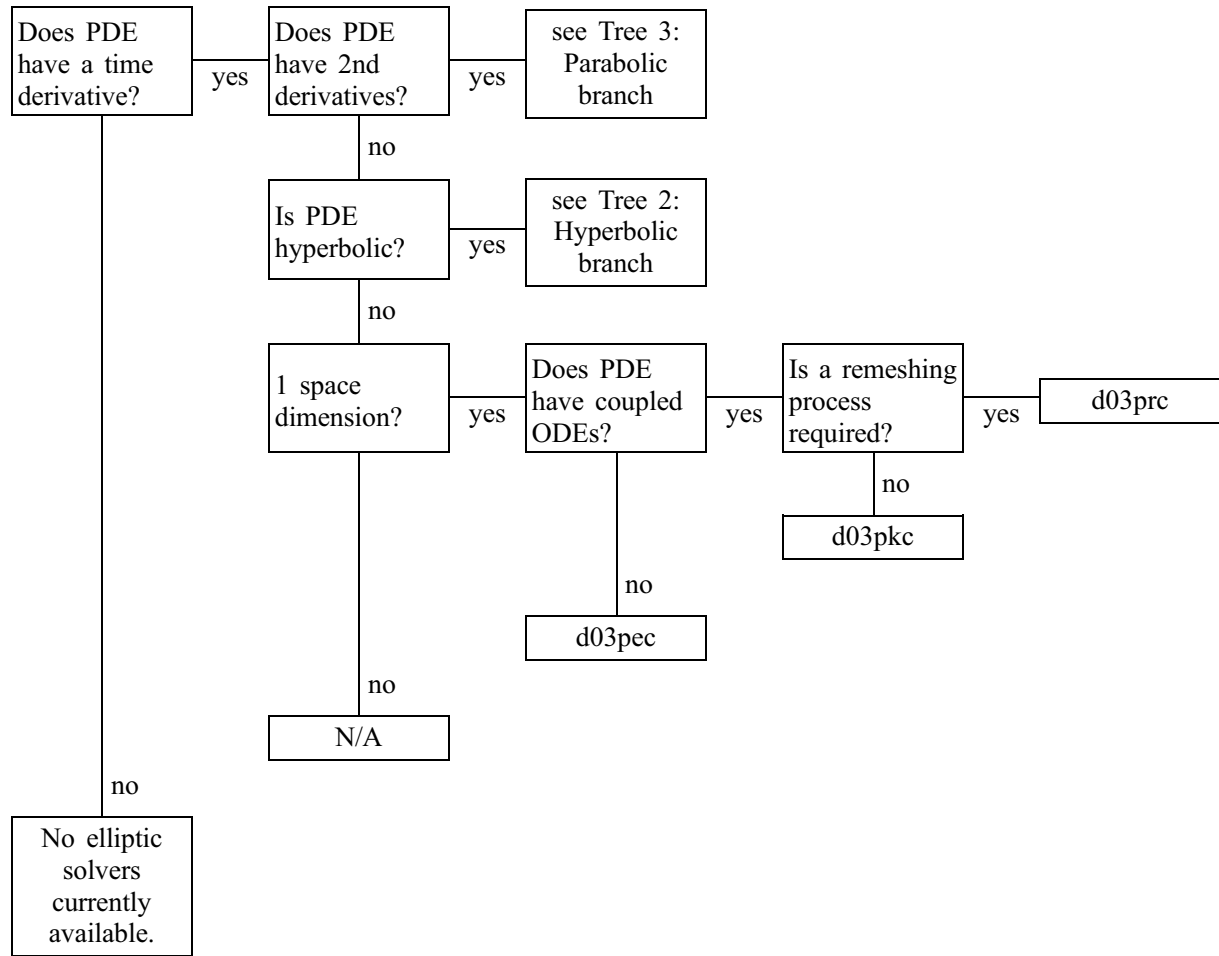 Does PDE
have a time
derivative?
yes
Does PDE
have 2nd
derivatives?
yes
see Tree 3:
Parabolic
branch
no
Is PDE
hyperbolic?
yes
see Tree 2:
Hyperbolic
branch
no
1 space
dimension?
yes
Does PDE
have coupled
ODEs?
yes
Is a remeshing
process
required?
yes
d03prc
no
d03pkc
no
d03pec
no
N/A
no
No elliptic
solvers
currently
available.